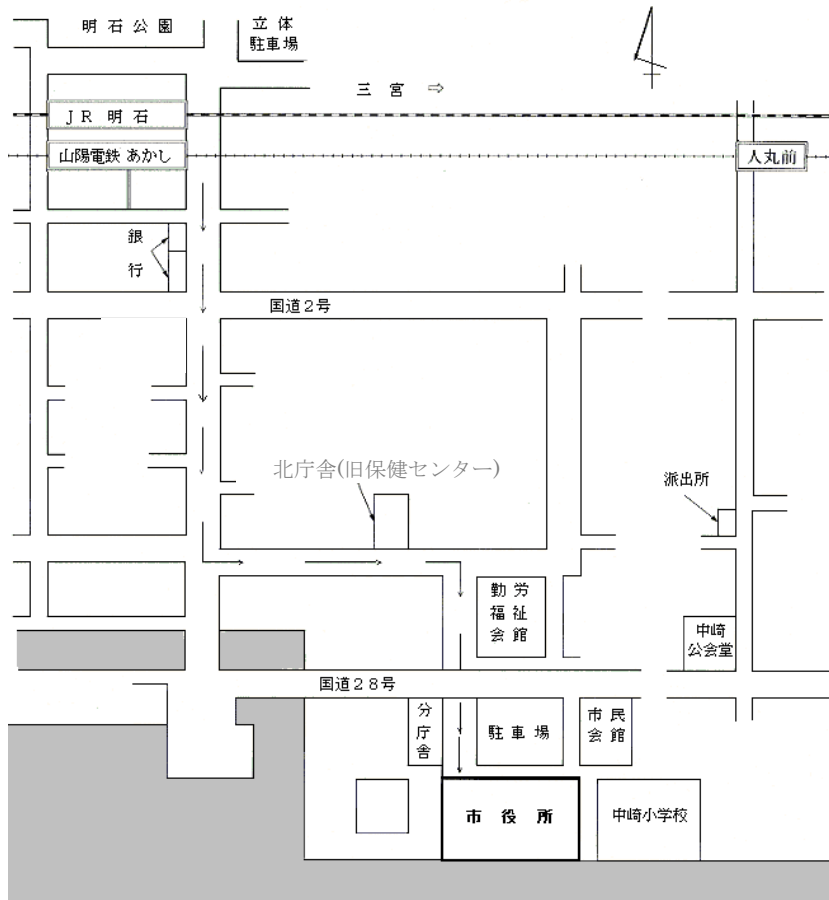 明石公園
立体
駐車場
三宮 ⇨
JR 明石
山陽電鉄 あかし
人丸前
銀
行
国道2号
北庁舎(旧保健センター)
派出所
勤労
福祉
会館
中崎
公会堂
国道28号
分
庁
舎
駐車場
市民
会館
市役所
中崎小学校